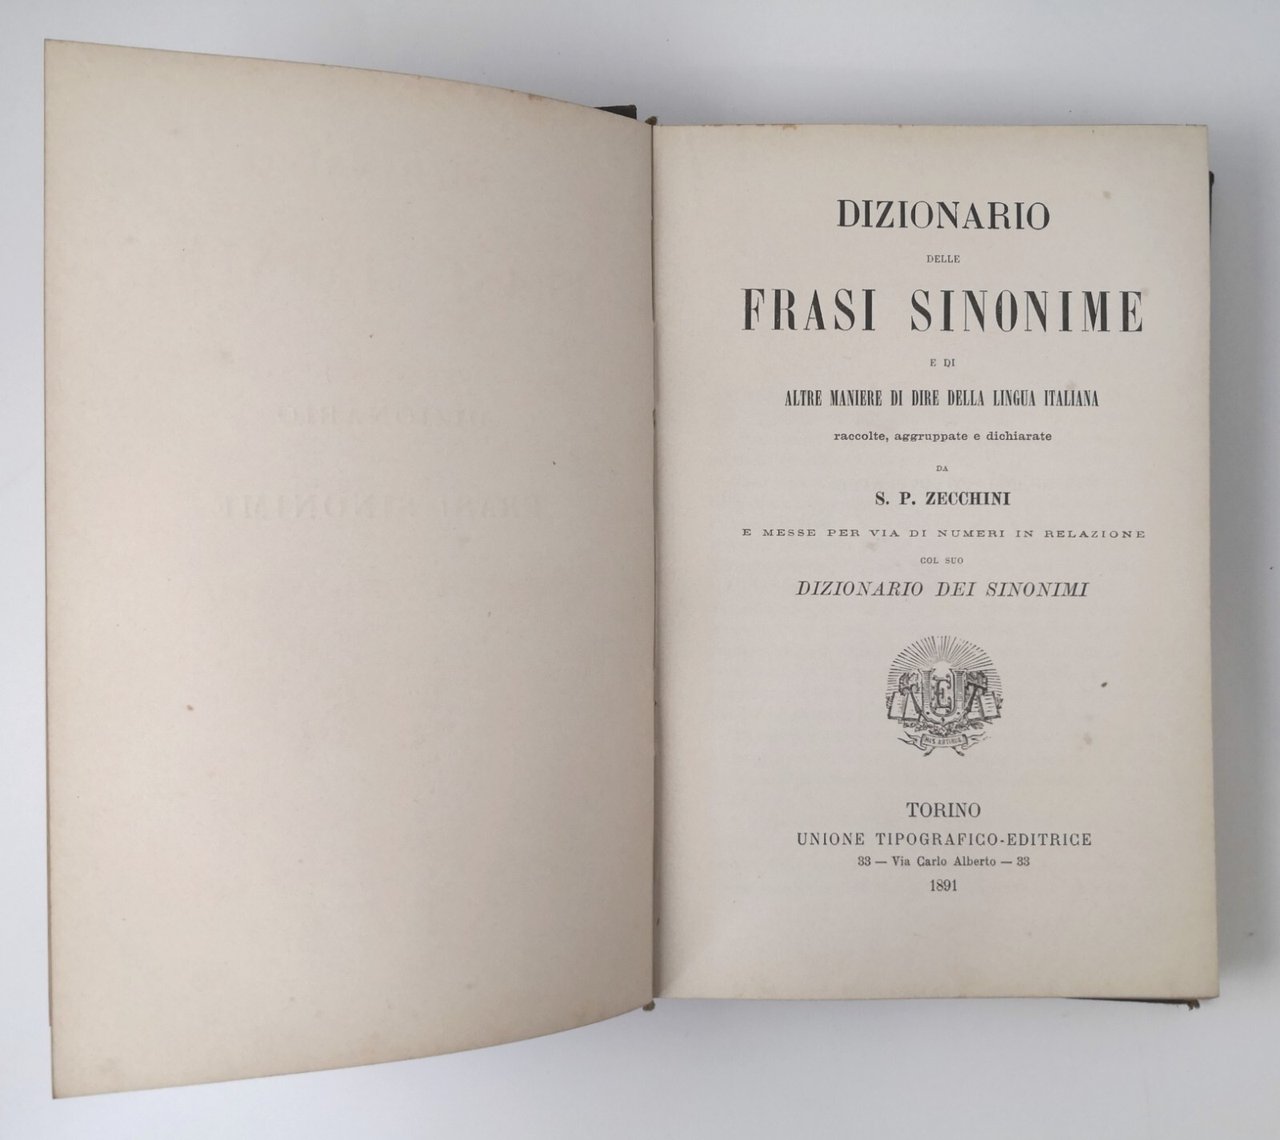 DIZIONARIO
DELLE
FRASI SINONIME
E DI
ALTRE MANIERE DI DIRE DELLA LINGUA ITALIANA
raccolte, aggruppate e dichiarate
DA
S. P. ZECCHINI
E MESSE PER VIA DI NUMERI IN RELAZIONE
COL SUO
DIZIONARIO DEI SINONIMI
TORINO
UNIONE TIPOGRAFICO-EDITRICE
33 — Via Carlo Alberto — 33
1891